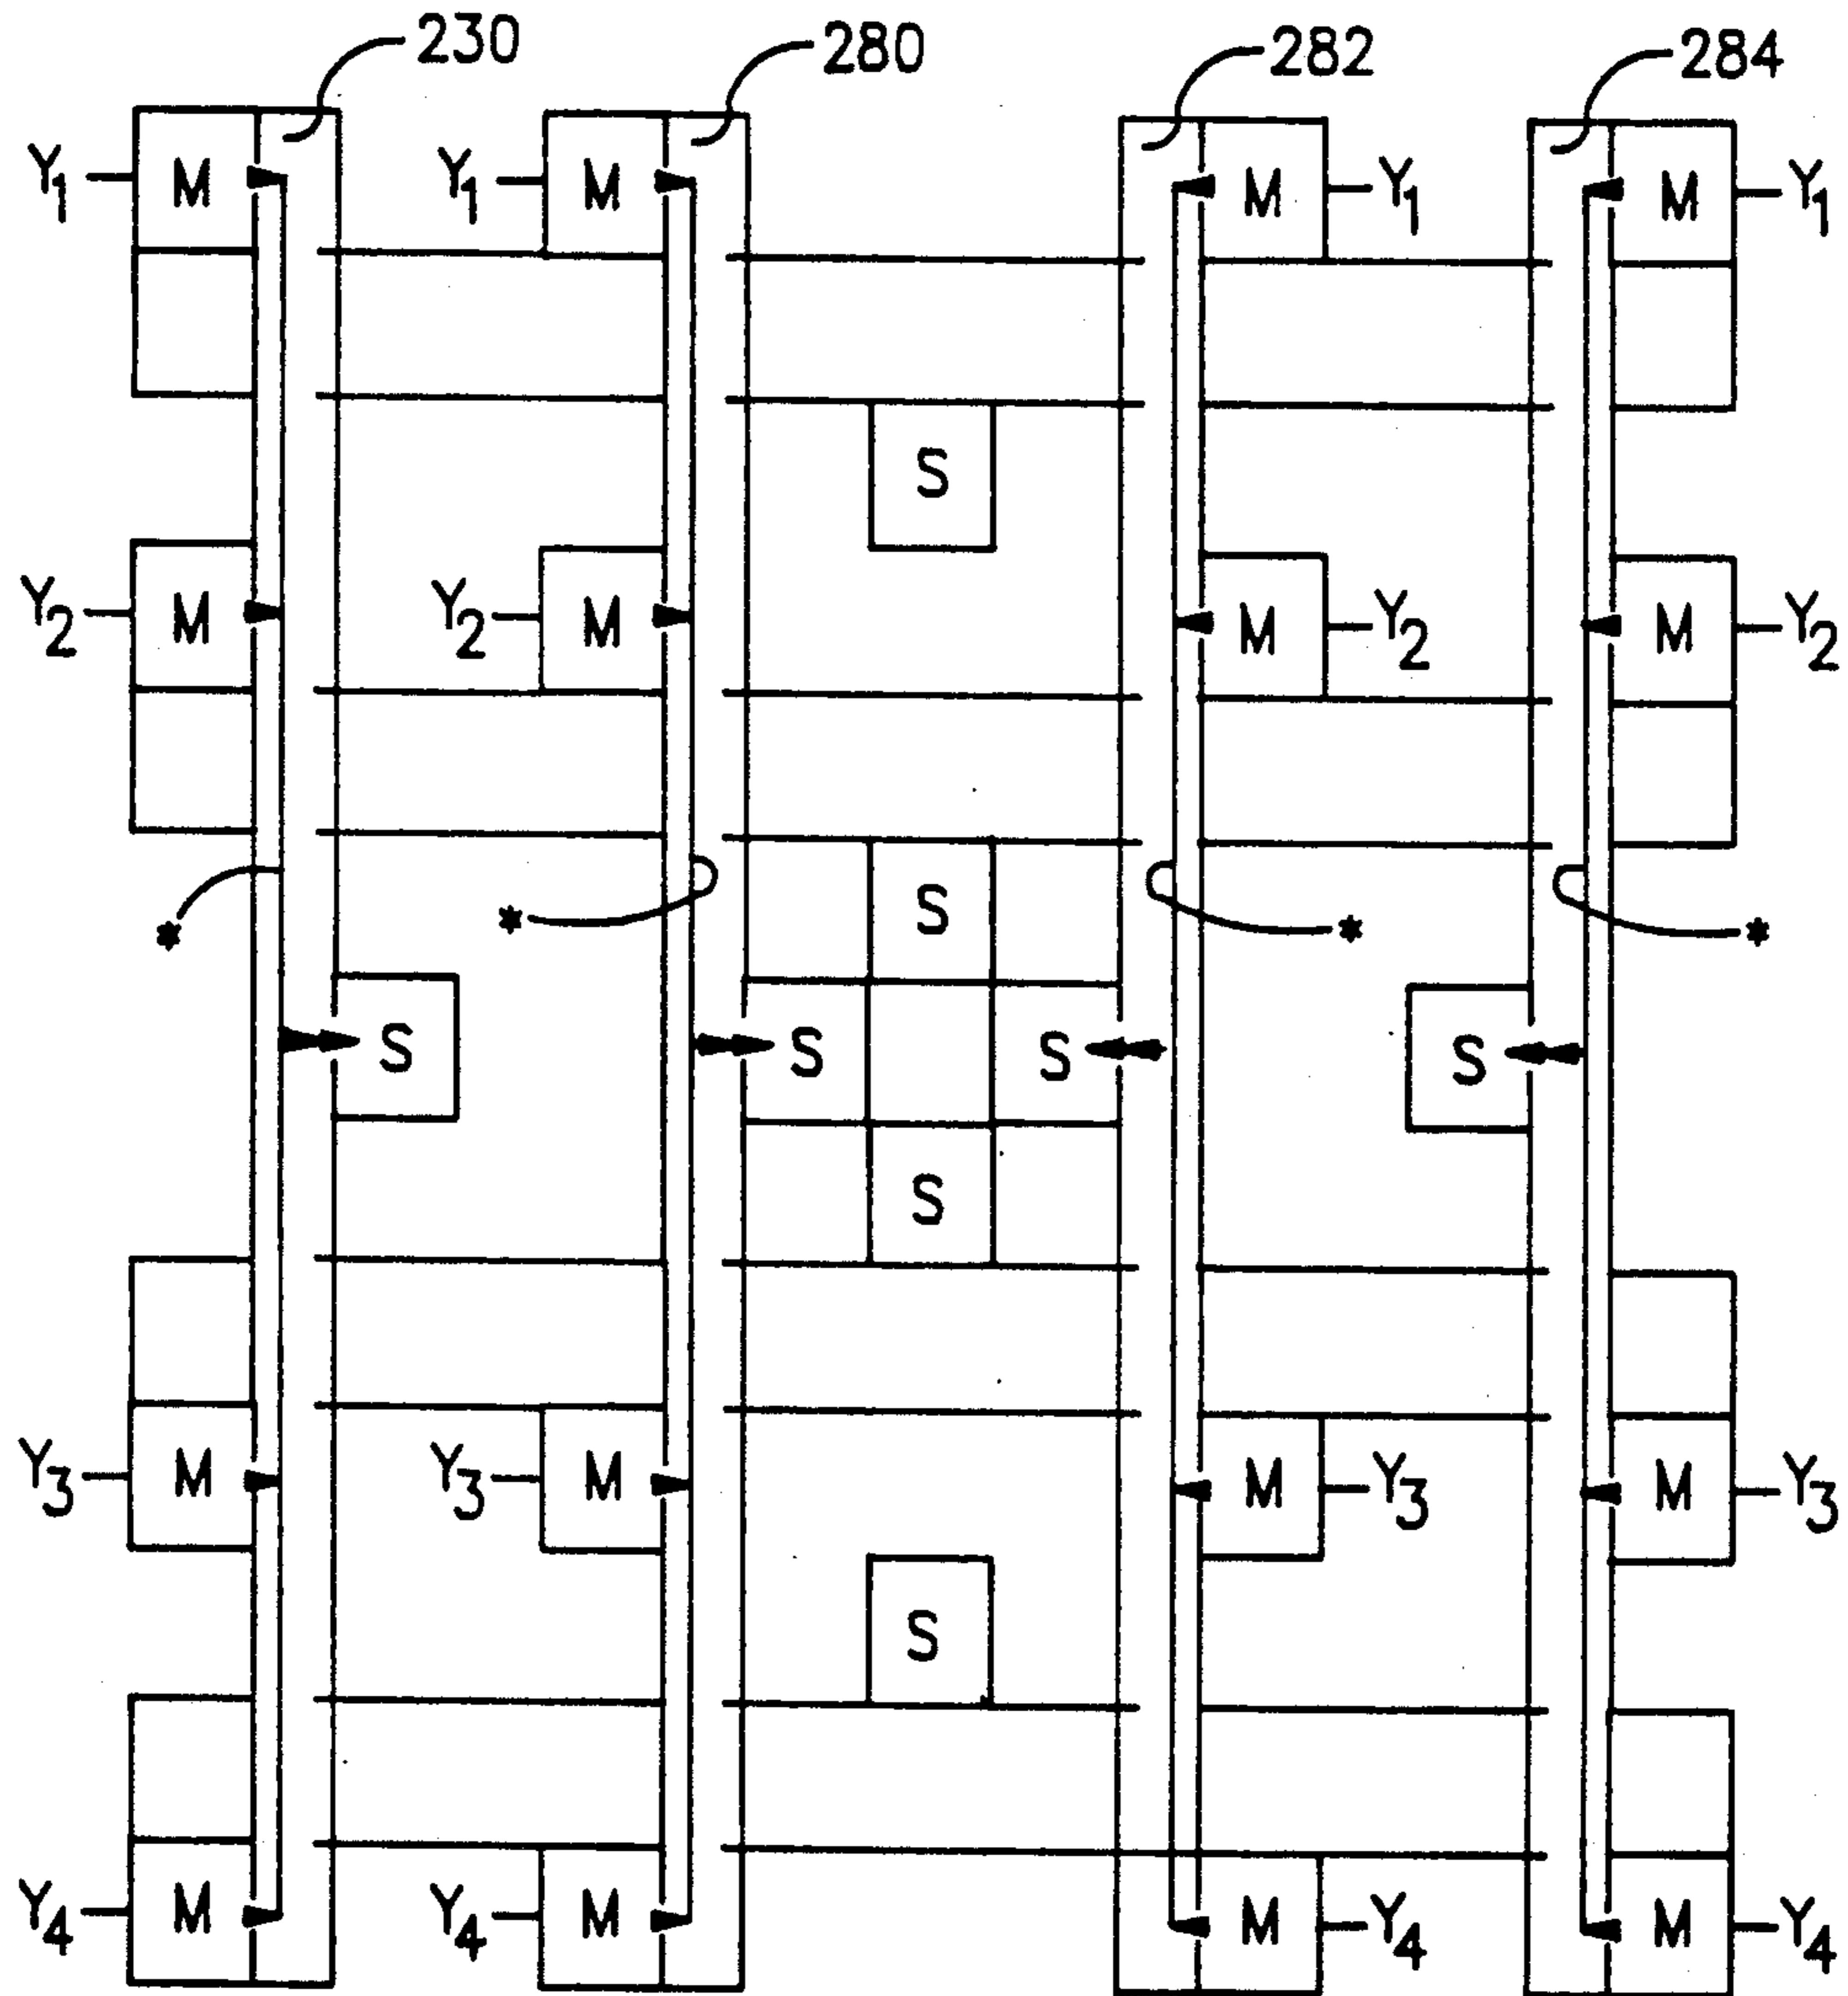 230 280 282 284
Y1 M Y1 M M Y1 M Y1
S
Y2 M Y2 M M Y2 M Y2
* * S * *
S S S S
S
Y3 M Y3 M M Y3 M Y3
S
Y4 M Y4 M M Y4 M Y4